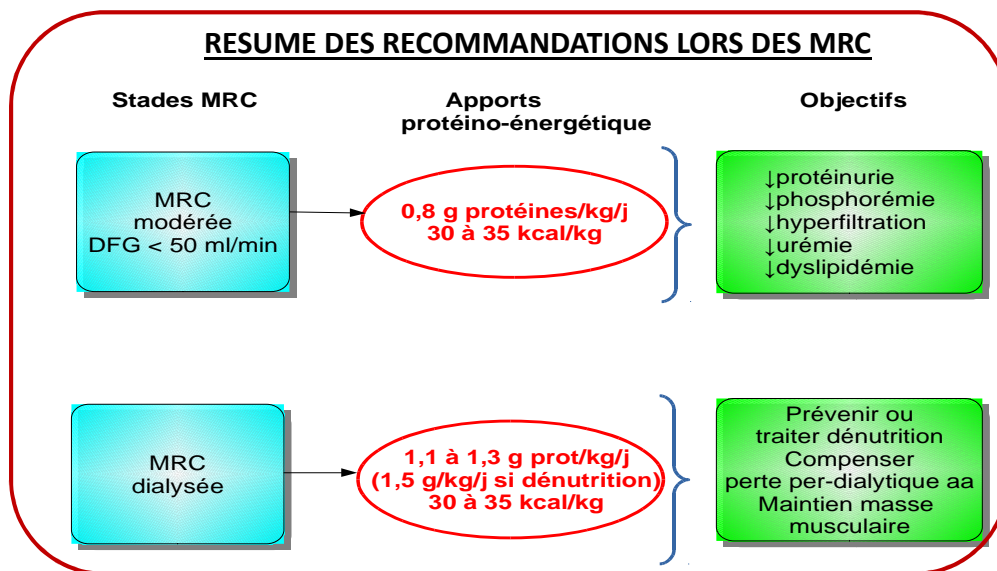 RESUME DES RECOMMANDATIONS LORS DES MRC
Stades MRC
Apports
protéino-énergétique
Objectifs
MRC
modérée
DFG < 50 ml/min
0,8 g protéines/kg/j
30 à 35 kcal/kg
↓protéinurie
↓phosphorémie
↓hyperfiltration
↓urémie
↓dyslipidémie
MRC
dialysée
1,1 à 1,3 g prot/kg/j
(1,5 g/kg/j si dénutrition)
30 à 35 kcal/kg
Prévenir ou
traiter dénutrition
Compenser
perte per-dialytique aa
Maintien masse
musculaire